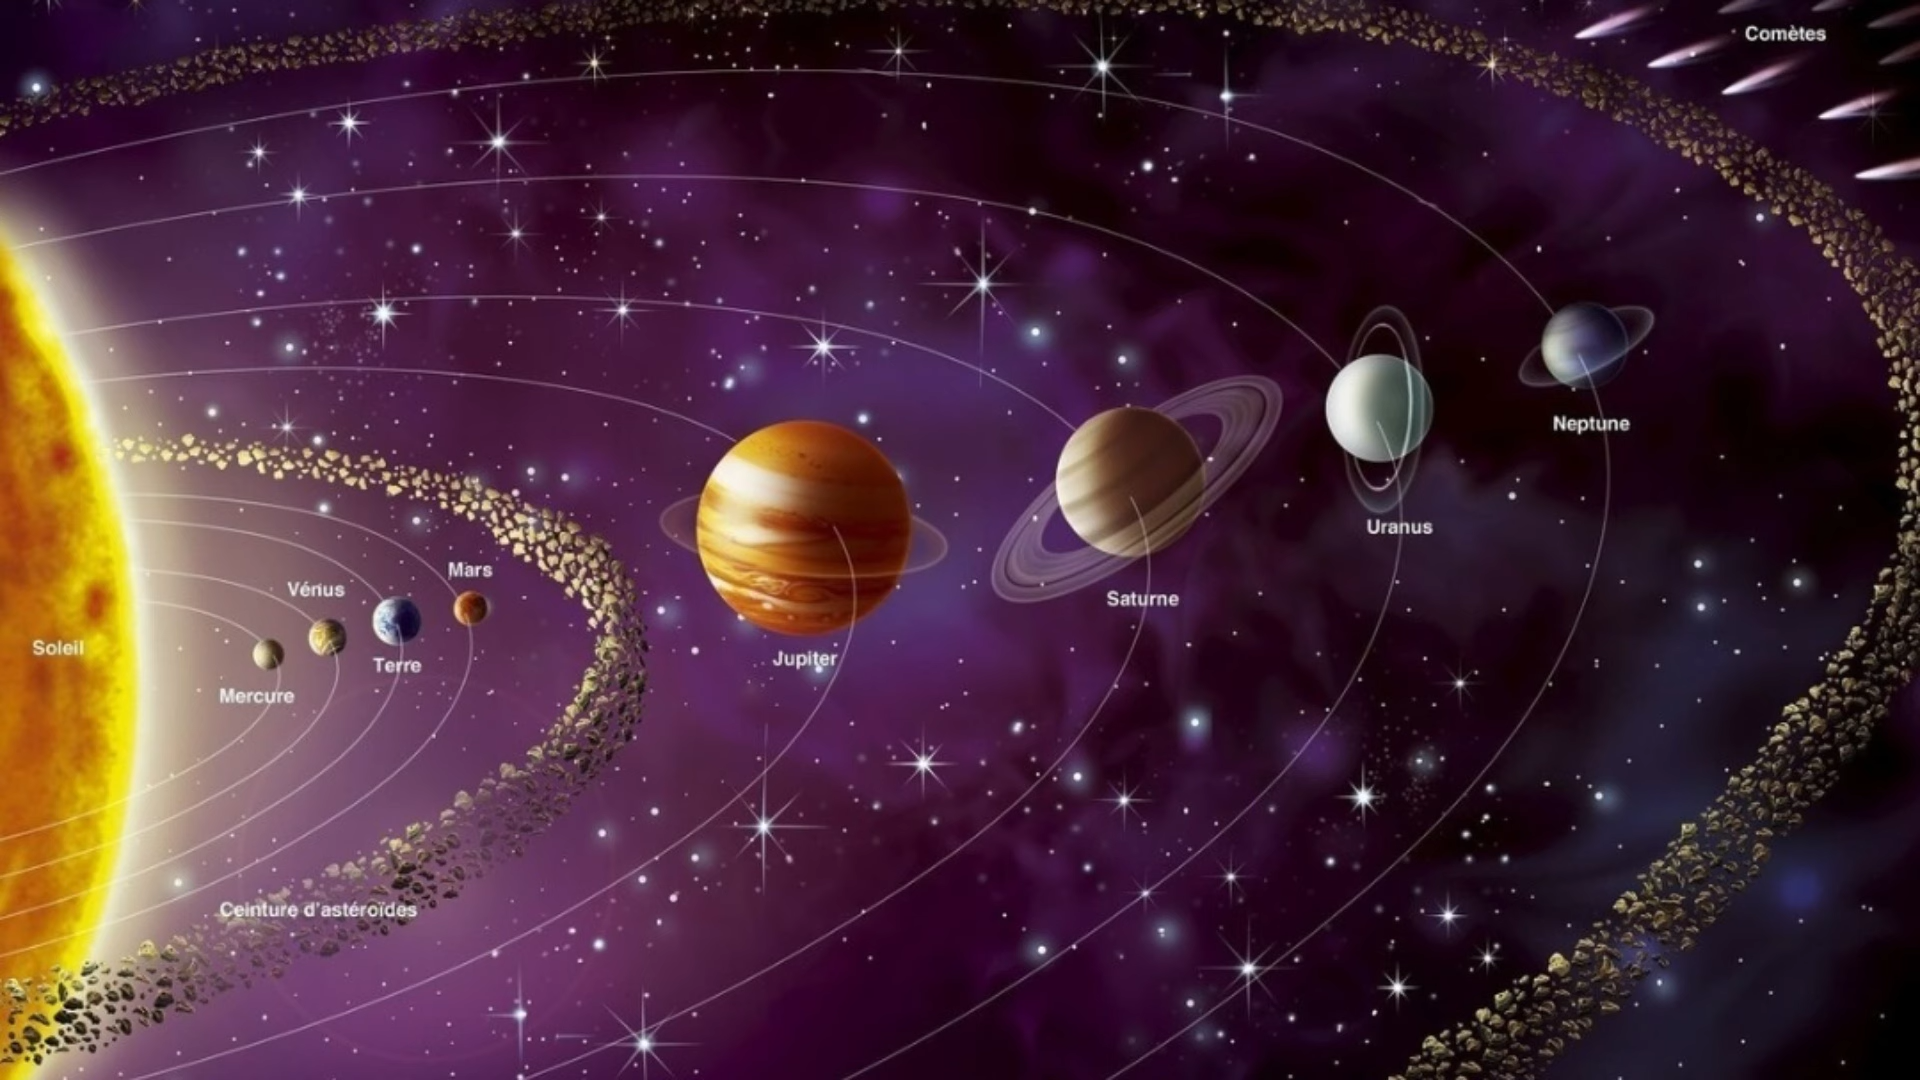 Comètes
Neptune
Uranus
Saturne
Jupiter
Mars
Vénus
Terre
Mercure
Soleil
Ceinture d'astéroïdes